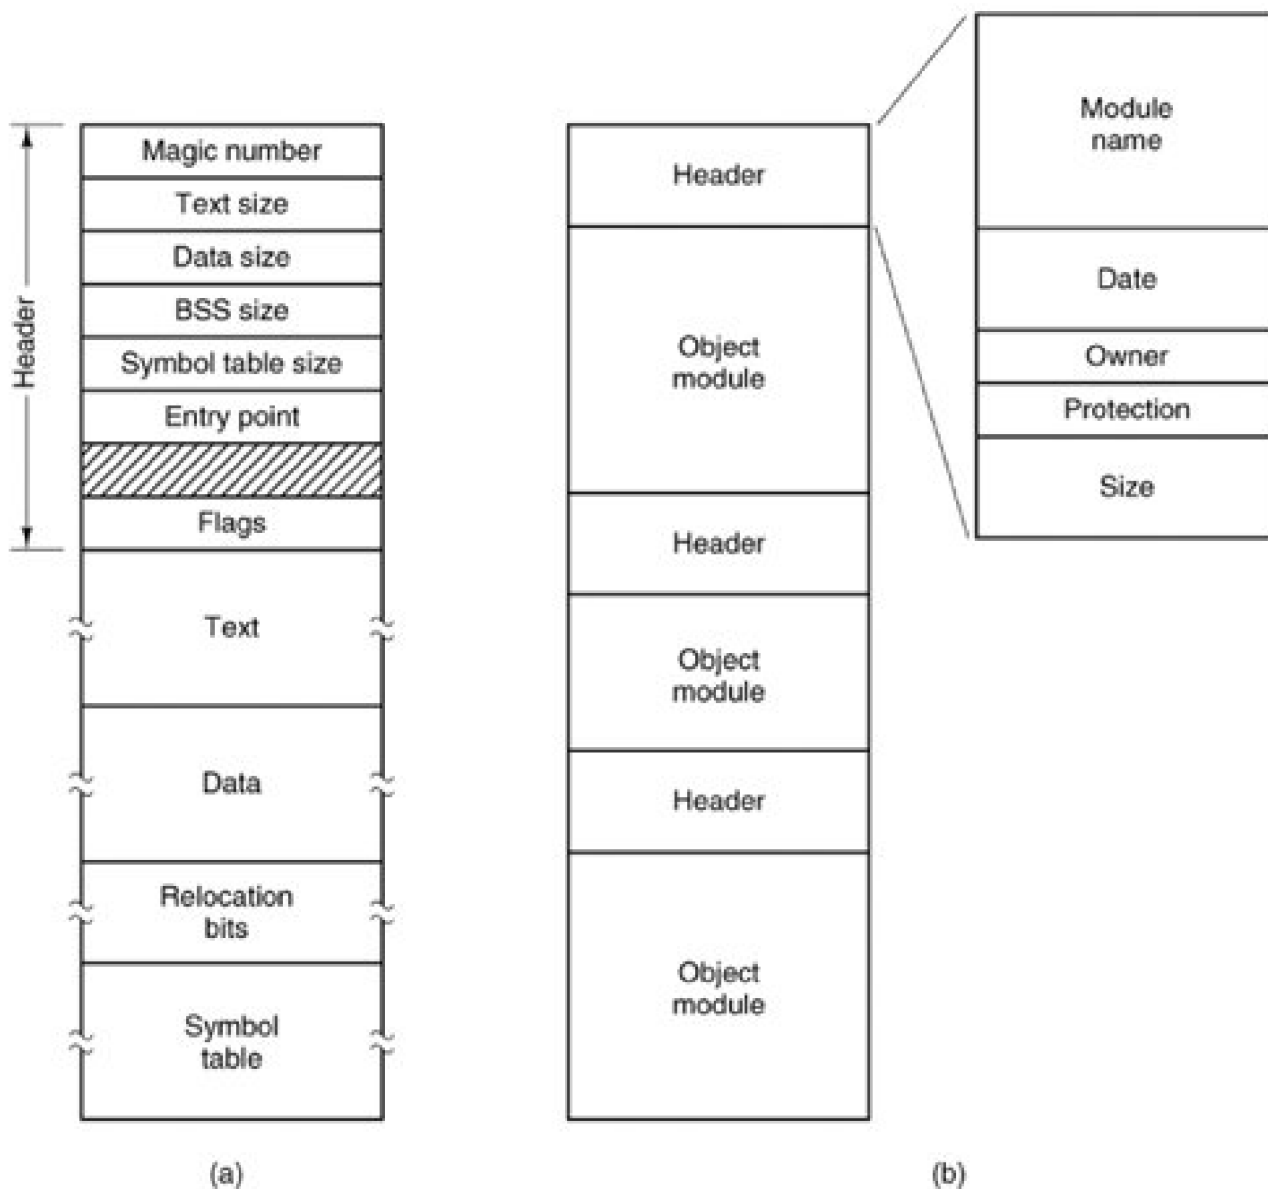 Header
Magic number
Text size
Data size
BSS size
Symbol table size
Entry point
Flags
Text
Data
Relocation
bits
Symbol
table
(a)
Header
Object
module
Header
Object
module
Header
Object
module
Module
name
Date
Owner
Protection
Size
(b)